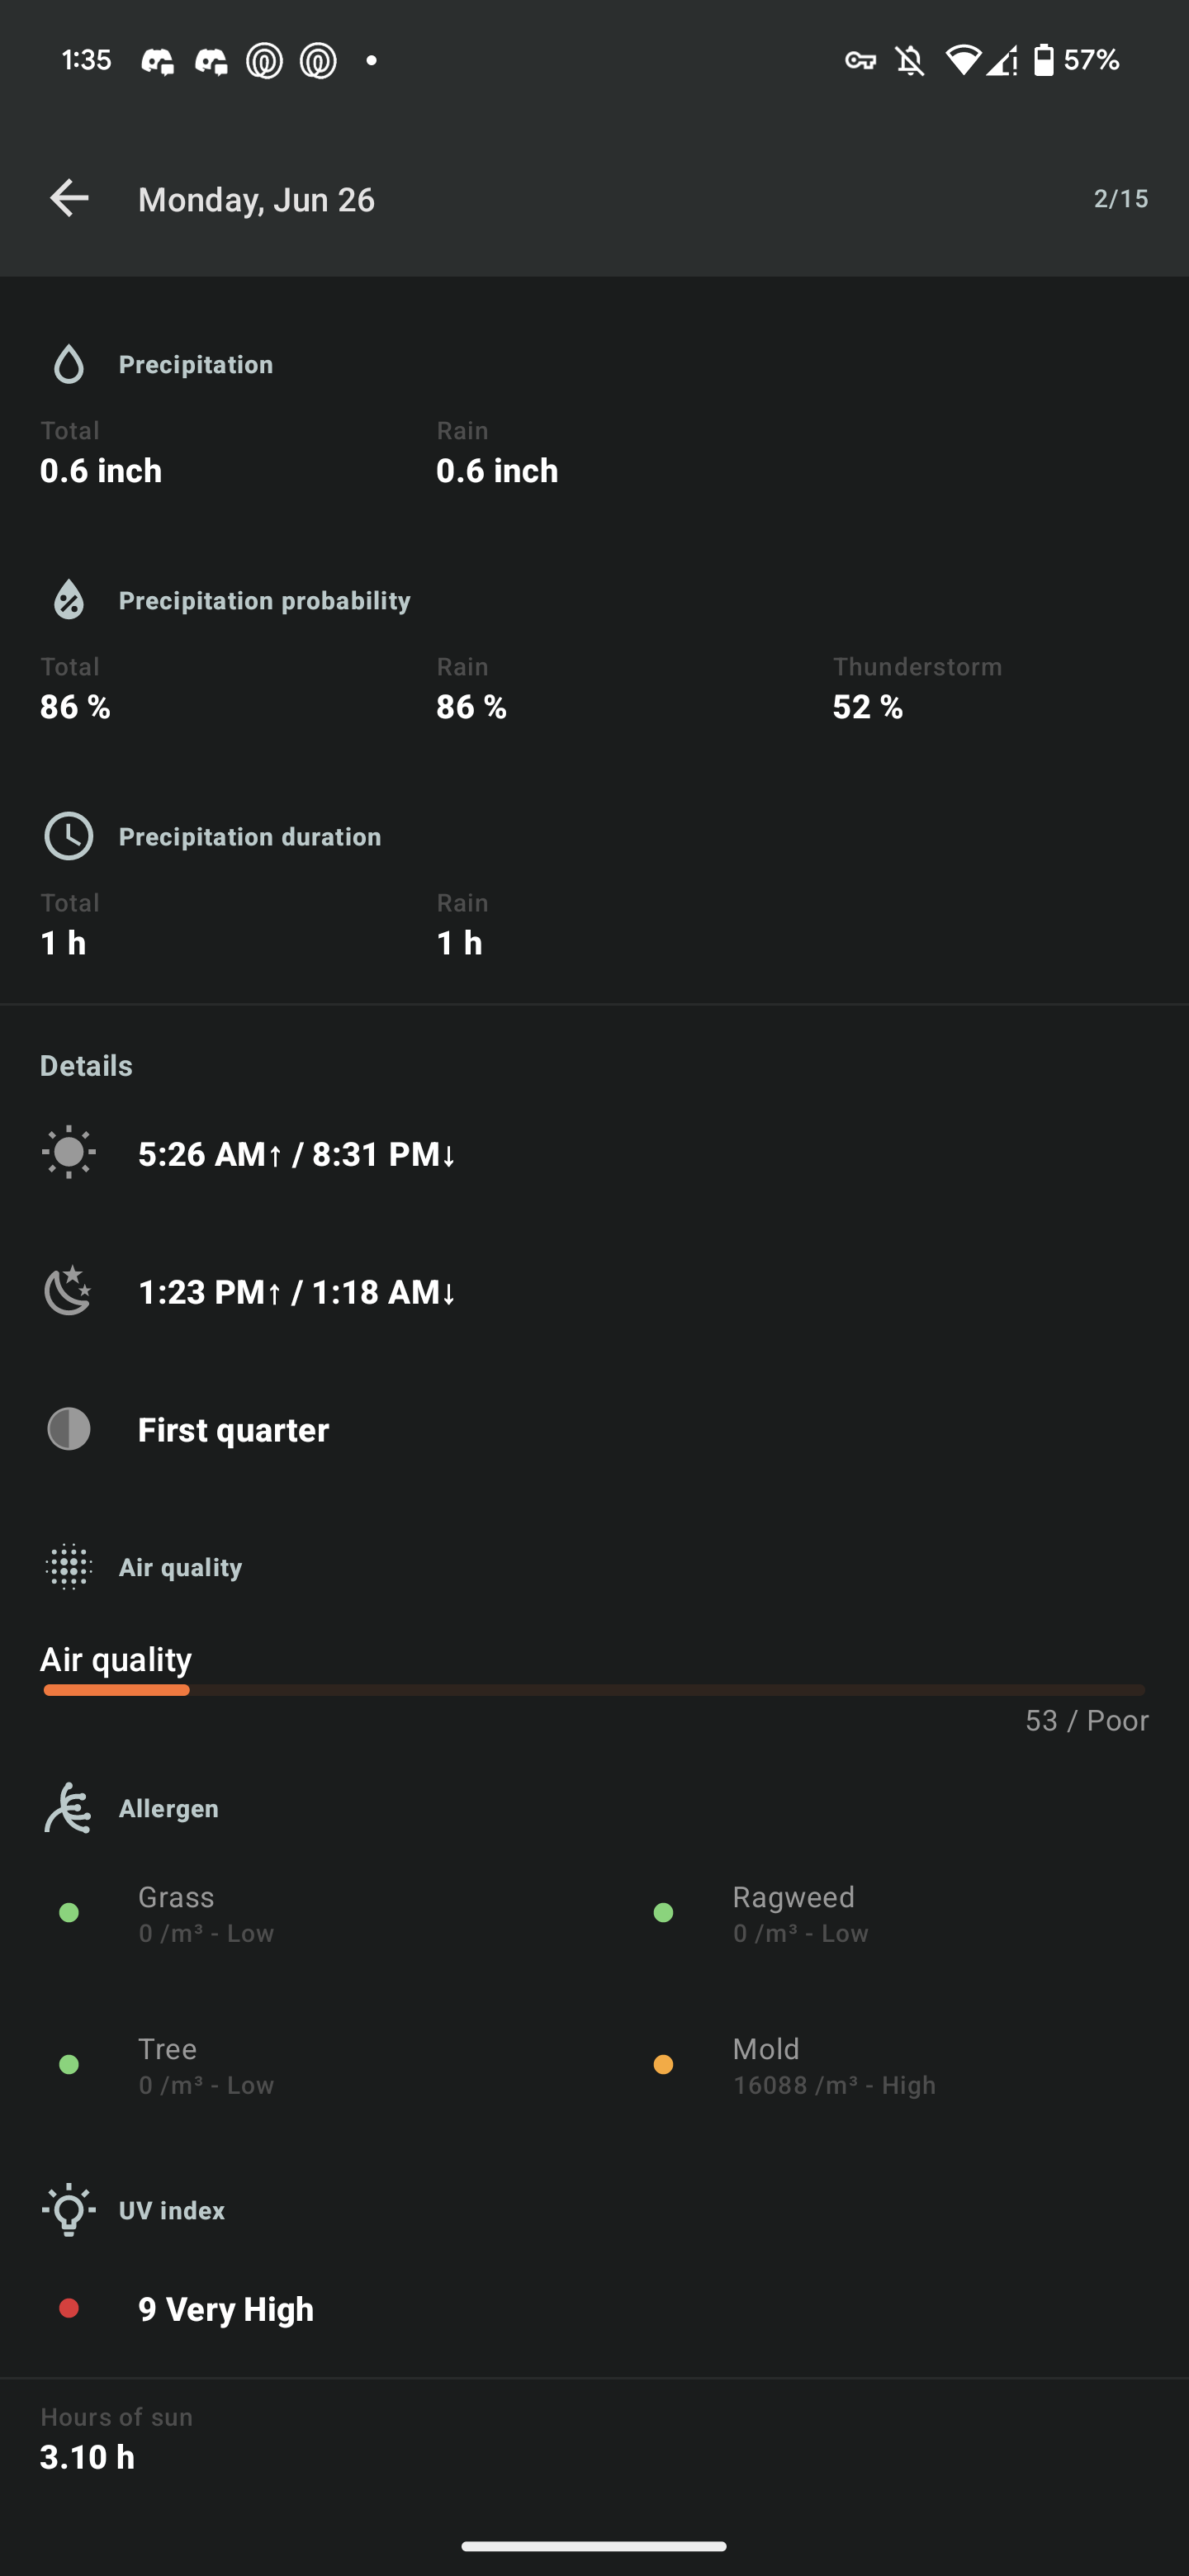 1:35
57%
Monday, Jun 26
2/15
Precipitation
Total Rain
0.6 inch 0.6 inch
Precipitation probability
Total Rain Thunderstorm
86 % 86 % 52 %
Precipitation duration
Total Rain
1 h 1 h
Details
5:26 AM↑ / 8:31 PM↓
1:23 PM↑ / 1:18 AM↓
First quarter
Air quality
Air quality
53 / Poor
Allergen
Grass Ragweed
0 /m³ - Low 0 /m³ - Low
Tree Mold
0 /m³ - Low 16088 /m³ - High
UV index
9 Very High
Hours of sun
3.10 h